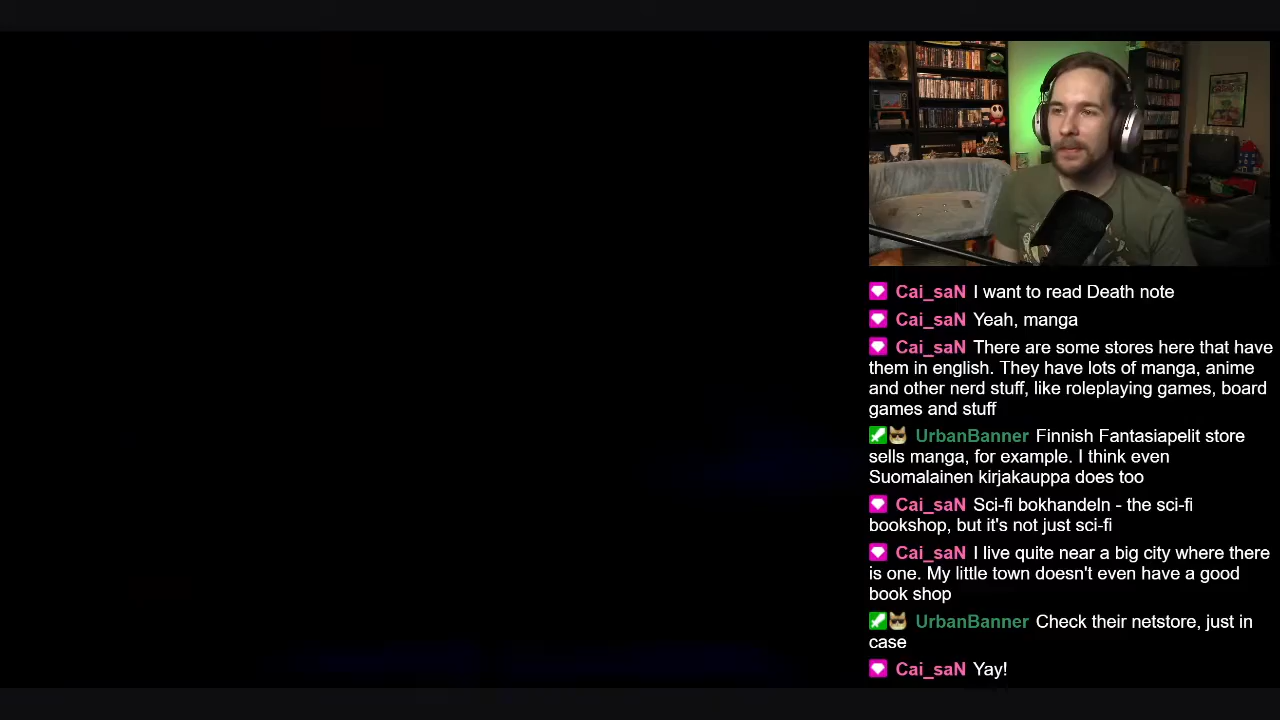 Cai_saN I want to read Death note
Cai_saN Yeah, manga
Cai_saN There are some stores here that have
them in english. They have lots of manga, anime
and other nerd stuff, like roleplaying games, board
games and stuff
UrbanBanner Finnish Fantasiapelit store
sells manga, for example. I think even
Suomalainen kirjakauppa does too
Cai_saN Sci-fi bokhandeln - the sci-fi
bookshop, but it's not just sci-fi
Cai_saN I live quite near a big city where there
is one. My little town doesn't even have a good
book shop
UrbanBanner Check their netstore, just in
case
Cai_saN Yay!